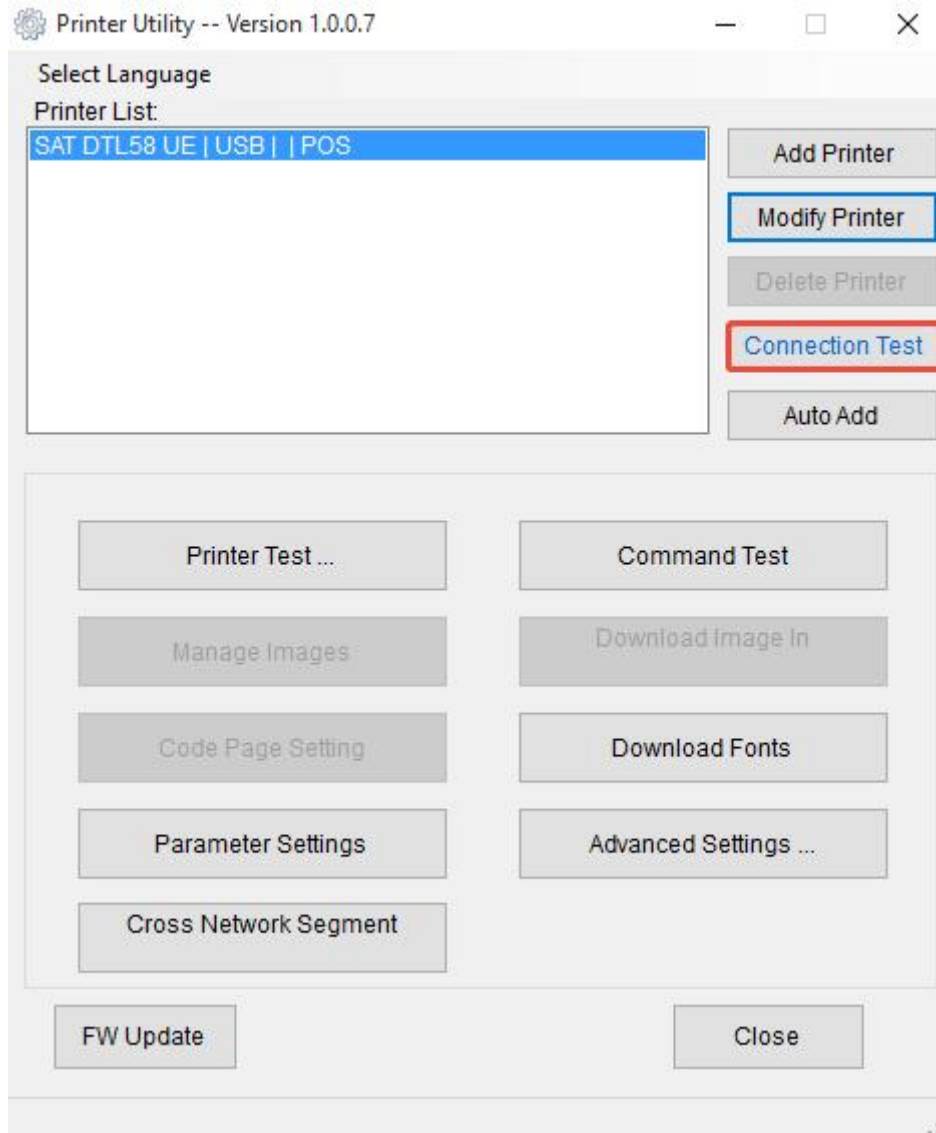 Printer Utility -- Version 1.0.0.7
Select Language
Printer List:
SAT DTL58 UE | USB | | POS
Add Printer
Modify Printer
Delete Printer
Connection Test
Auto Add
Printer Test ...
Command Test
Manage Images
Download Image In
Code Page Setting
Download Fonts
Parameter Settings
Advanced Settings ...
Cross Network Segment
FW Update
Close